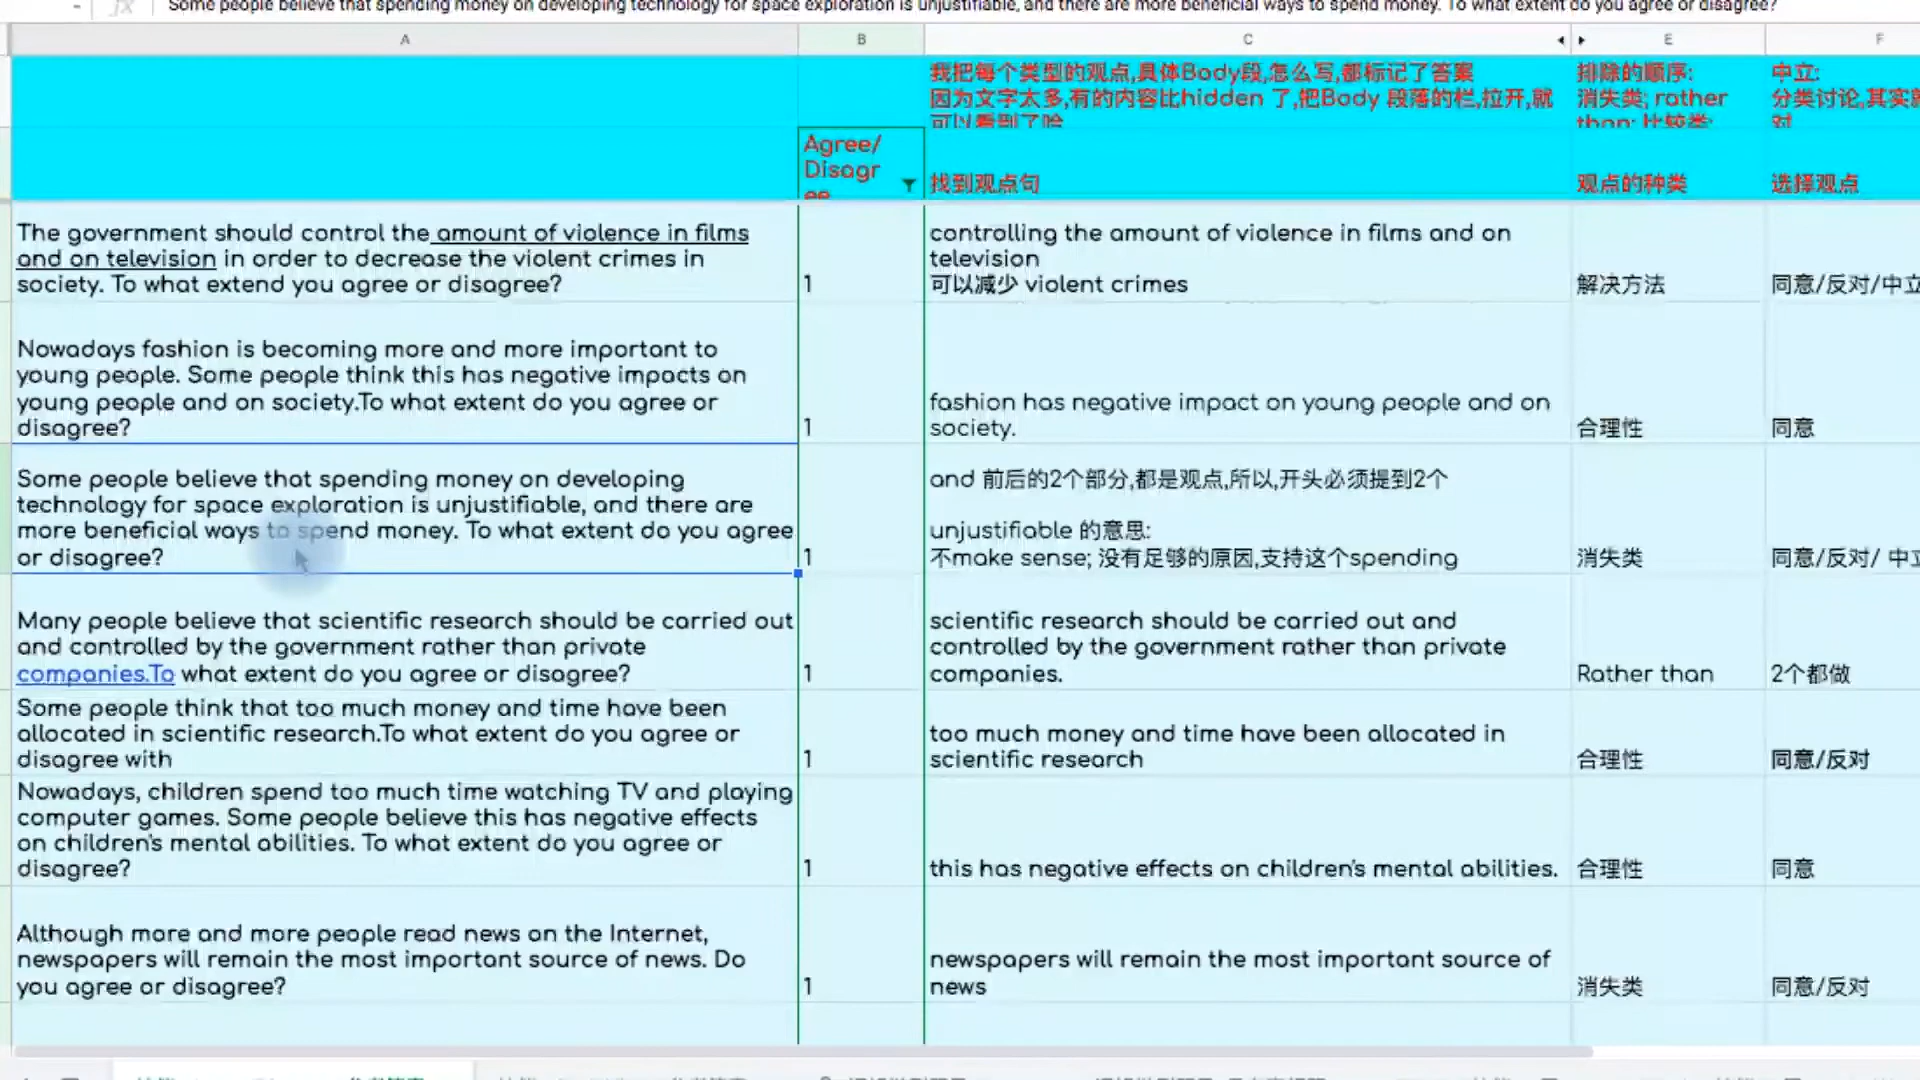 Some people believe that spending money on developing technology for space exploration is unjustifiable, and there are more beneficial ways to spend money. To what extent do you agree or disagree?
A B C E F
我把每个类型的观点,具体Body段,怎么写,都标记了答案
因为文字太多,有的内容比hidden 了,把Body 段落的栏,拉开,就
可以看到了哈
排除的顺序:
消失类; rather
than; 比较类;
中立:
分类讨论,其实
对
Agree/
Disagr
ee
找到观点句
观点的种类
选择观点
The government should control the amount of violence in films
and on television in order to decrease the violent crimes in
society. To what extend you agree or disagree?
1
controlling the amount of violence in films and on
television
可以减少 violent crimes
解决方法
同意/反对/中立
Nowadays fashion is becoming more and more important to
young people. Some people think this has negative impacts on
young people and on society.To what extent do you agree or
disagree?
1
fashion has negative impact on young people and on
society.
合理性
同意
Some people believe that spending money on developing
technology for space exploration is unjustifiable, and there are
more beneficial ways to spend money. To what extent do you agree
or disagree?
1
and 前后的2个部分,都是观点,所以,开头必须提到2个
unjustifiable 的意思:
不make sense; 没有足够的原因,支持这个spending
消失类
同意/反对/ 中立
Many people believe that scientific research should be carried out
and controlled by the government rather than private
companies.To what extent do you agree or disagree?
1
scientific research should be carried out and
controlled by the government rather than private
companies.
Rather than
2个都做
Some people think that too much money and time have been
allocated in scientific research.To what extent do you agree or
disagree with
1
too much money and time have been allocated in
scientific research
合理性
同意/反对
Nowadays, children spend too much time watching TV and playing
computer games. Some people believe this has negative effects
on children's mental abilities. To what extent do you agree or
disagree?
1
this has negative effects on children's mental abilities.
合理性
同意
Although more and more people read news on the Internet,
newspapers will remain the most important source of news. Do
you agree or disagree?
1
newspapers will remain the most important source of
news
消失类
同意/反对